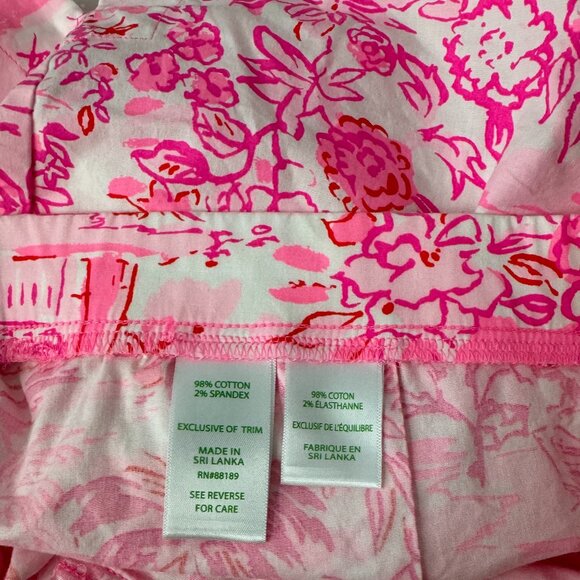 98% COTTON
2% SPANDEX
EXCLUSIVE OF TRIM
MADE IN
SRI LANKA
RN#88189
SEE REVERSE
FOR CARE
98% COTON
2% ÉLASTHANNE
EXCLUSIF DE L'ÉQUILIBRE
FABRIQUE EN
SRI LANKA